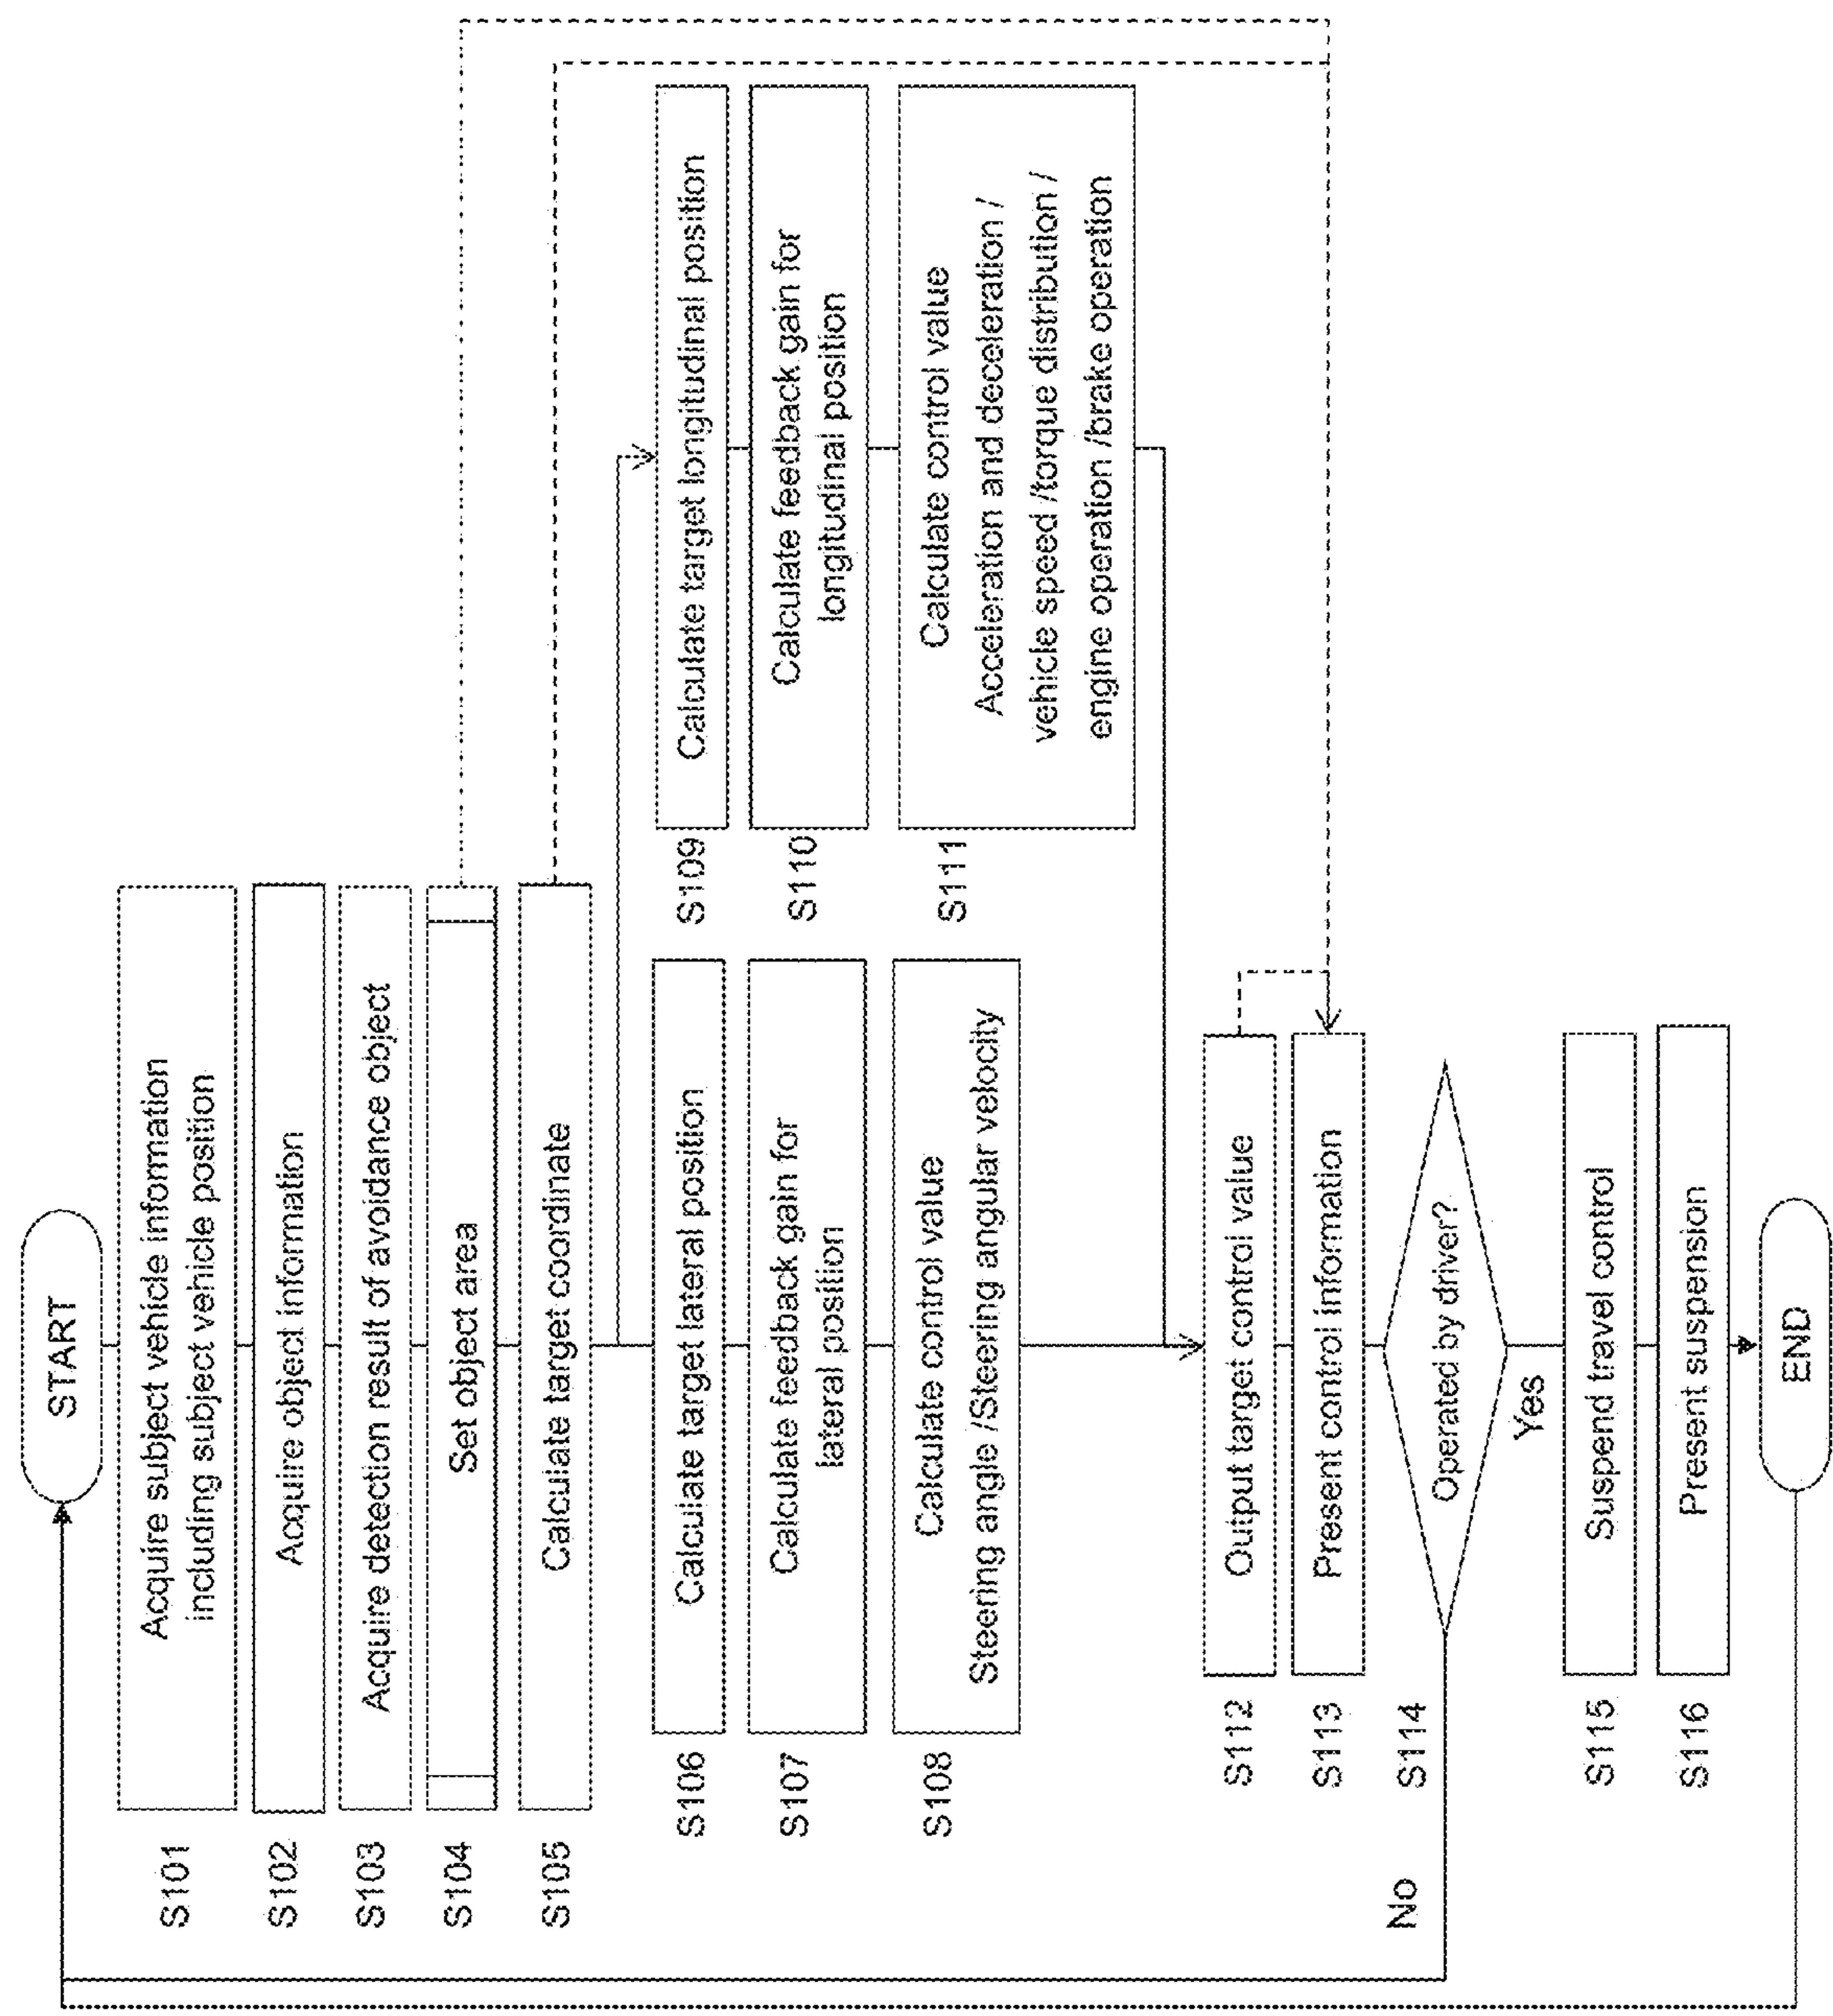 START
S101
Acquire subject vehicle information
including subject vehicle position
S102
Acquire object information
S103
Acquire detection result of avoidance object
S104
Set object area
S105
Calculate target coordinate
S106
Calculate target lateral position
S107
Calculate feedback gain for
lateral position
S108
Calculate control value
Steering angle /Steering angular velocity
S109
Calculate target longitudinal position
S110
Calculate feedback gain for
longitudinal position
S111
Calculate control value
Acceleration and deceleration /
vehicle speed /torque distribution /
engine operation /brake operation
S112
Output target control value
S113
Present control information
S114
Operated by driver?
No
Yes
S115
Suspend travel control
S116
Present suspension
END